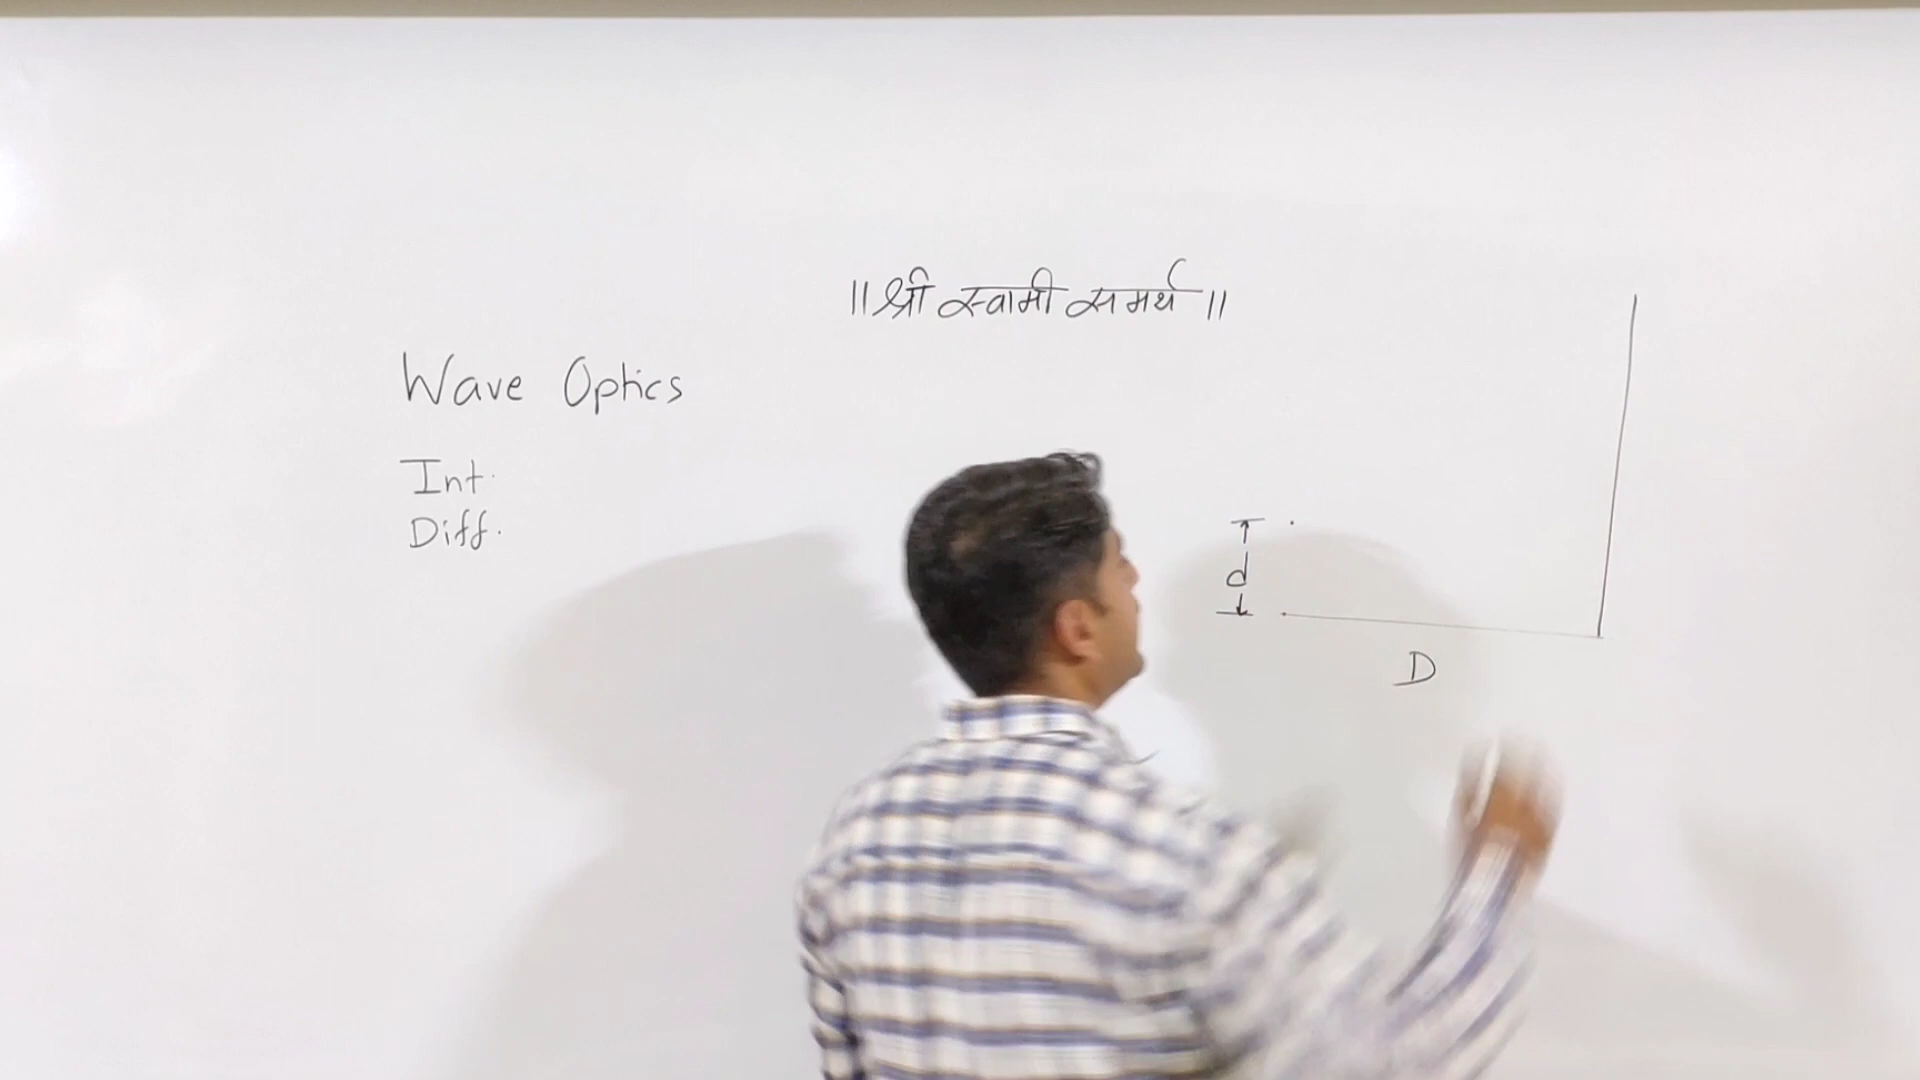 ॥ श्री स्वामी समर्थ ॥
Wave Optics
Int.
Diff.
d
D